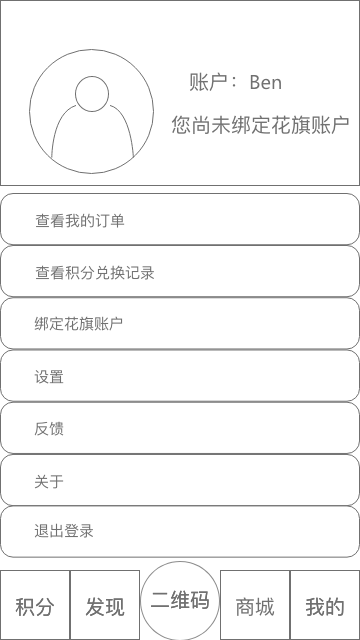 账户：Ben
您尚未绑定花旗账户
查看我的订单
查看积分兑换记录
绑定花旗账户
设置
反馈
关于
退出登录
积分 发现 二维码 商城 我的